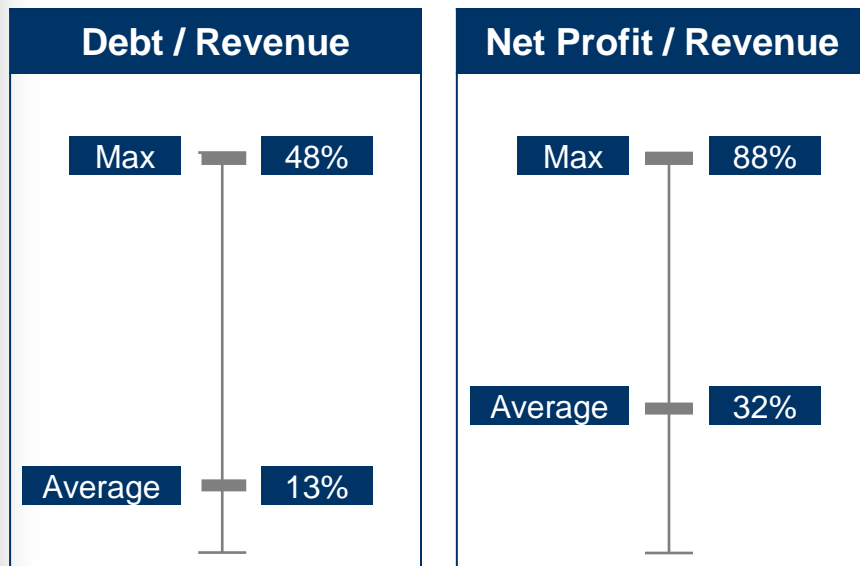 Debt / Revenue
Max 48%
Average 13%
Net Profit / Revenue
Max 88%
Average 32%